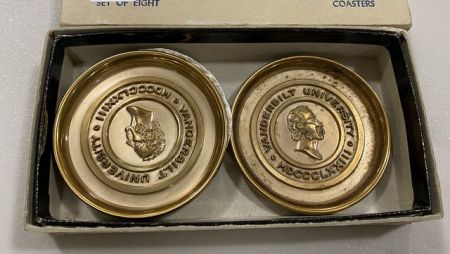 SET OF EIGHT COASTERS
VANDERBILT UNIVERSITY · MDCCCLXXIII ·
VANDERBILT UNIVERSITY · MDCCCLXXIII ·